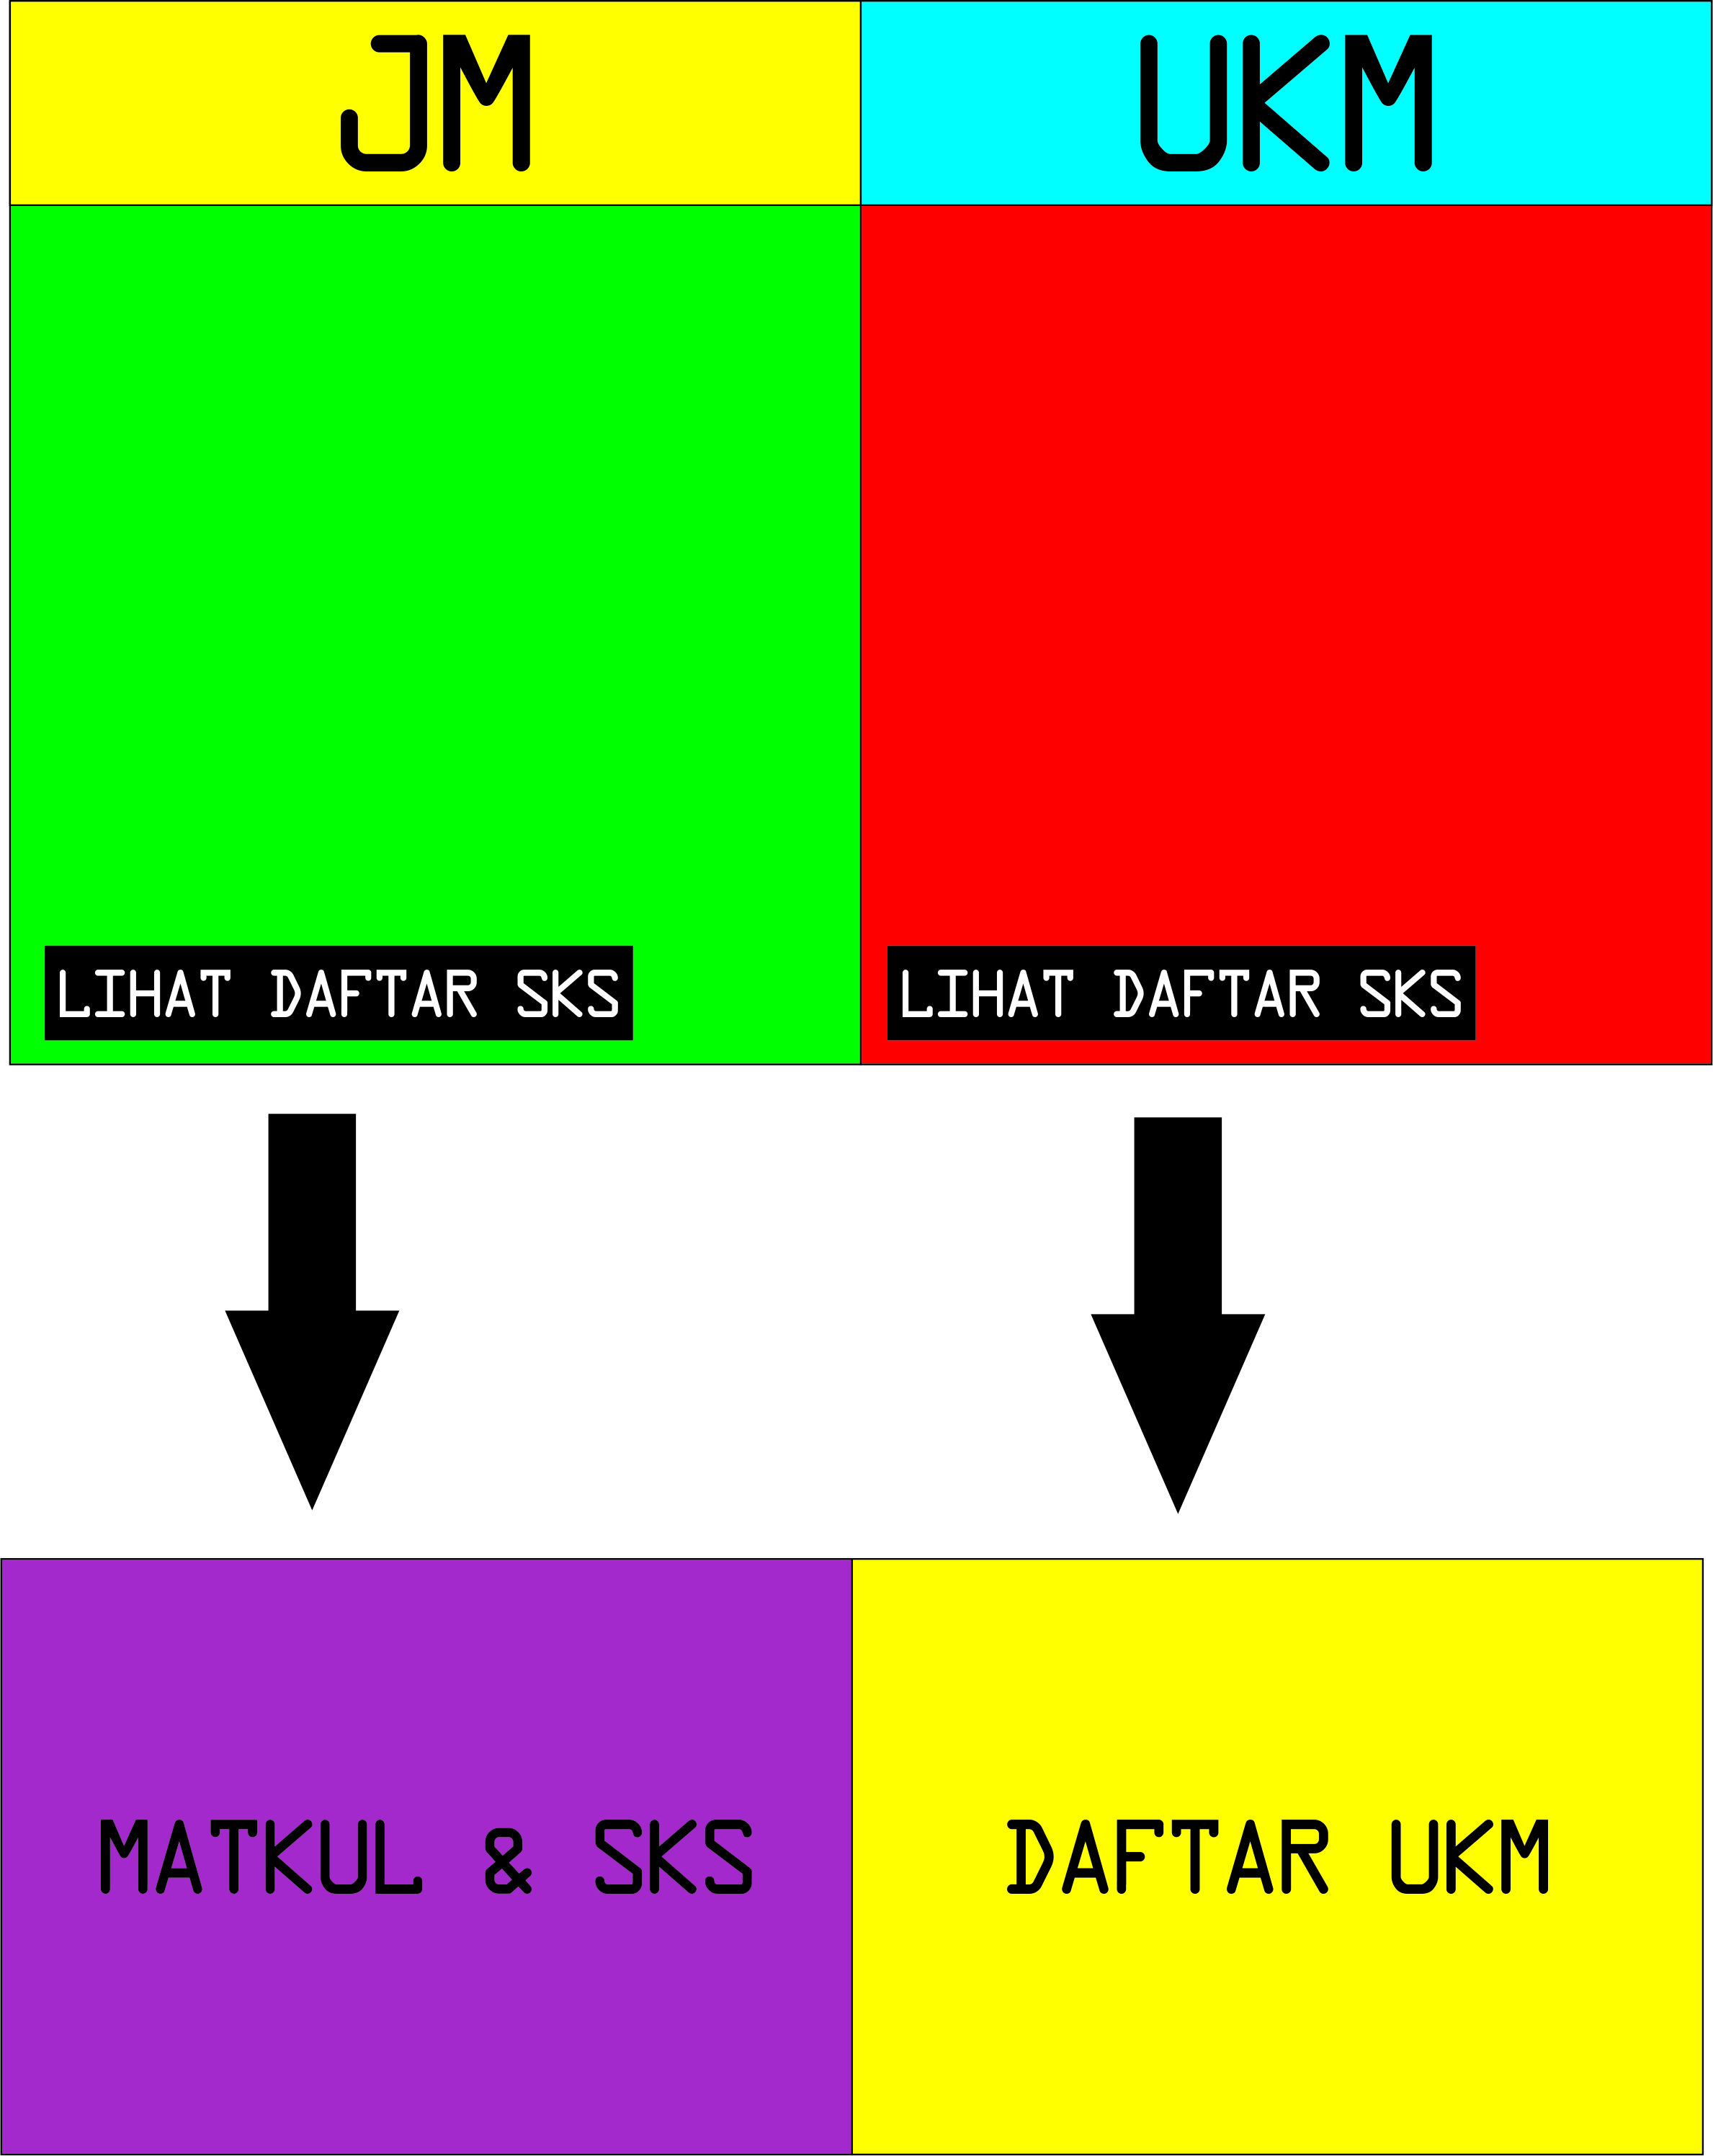 JM
UKM
LIHAT DAFTAR SKS
LIHAT DAFTAR SKS
MATKUL & SKS
DAFTAR UKM